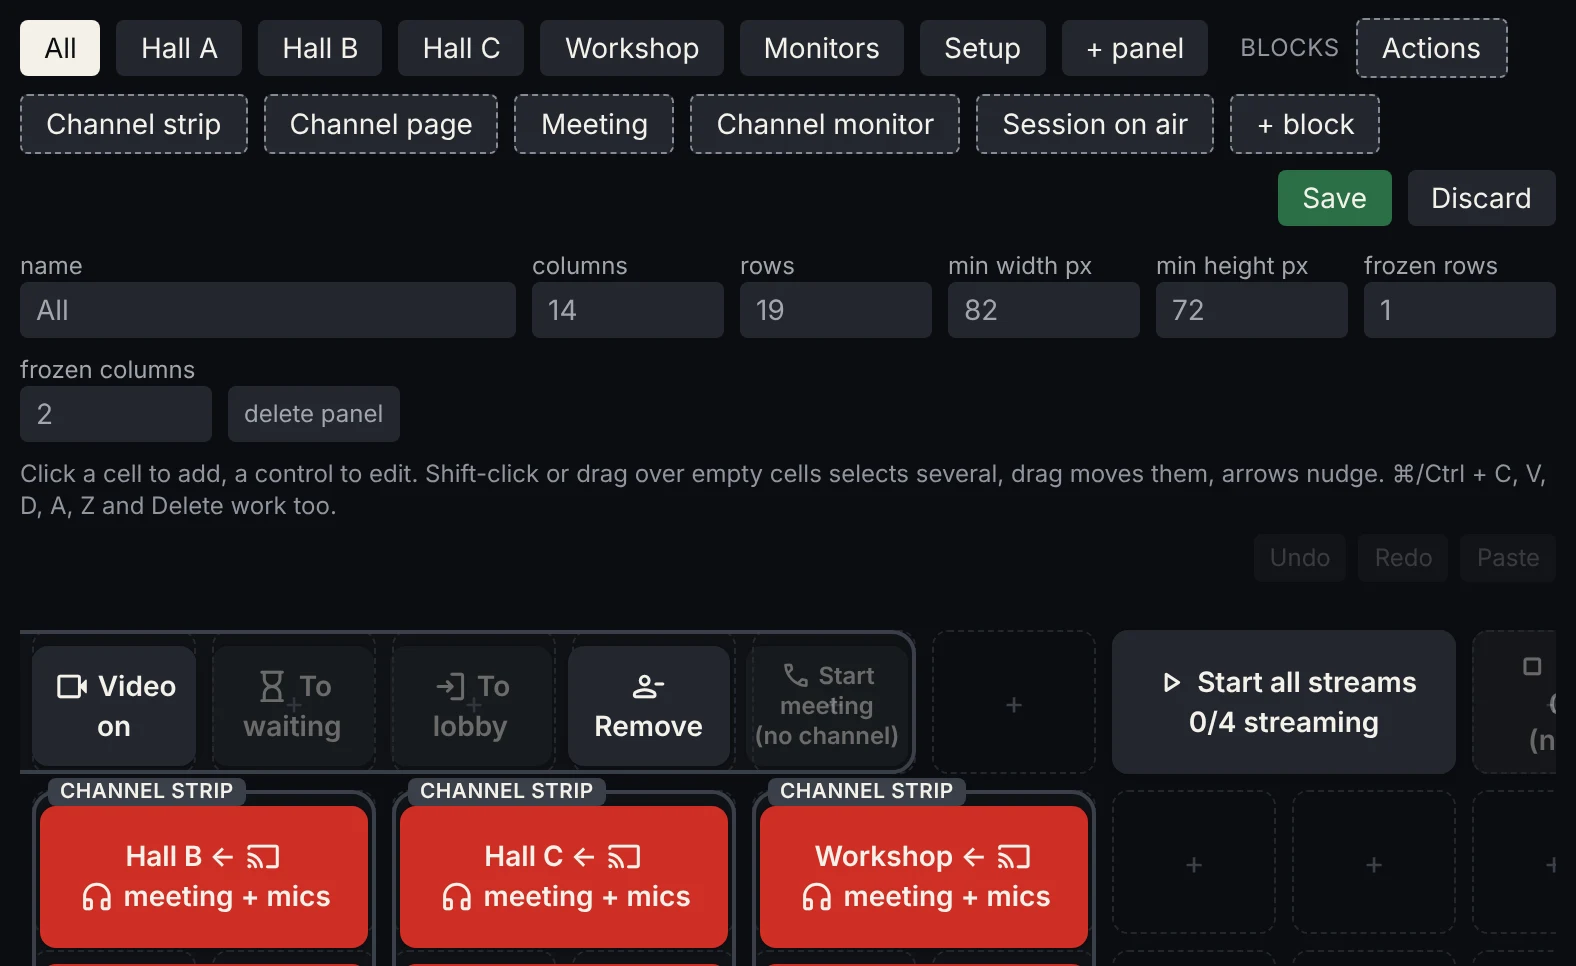 All Hall A Hall B Hall C Workshop Monitors Setup + panel BLOCKS Actions
Channel strip Channel page Meeting Channel monitor Session on air + block
Save Discard
name columns rows min width px min height px frozen rows
All 14 19 82 72 1
frozen columns
2 delete panel
Click a cell to add, a control to edit. Shift-click or drag over empty cells selects several, drag moves them, arrows nudge. ⌘/Ctrl + C, V,
D, A, Z and Delete work too.
Undo Redo Paste
Video on
To waiting
To lobby
Remove
Start meeting (no channel)
+
Start all streams
0/4 streaming
(n
CHANNEL STRIP CHANNEL STRIP CHANNEL STRIP
Hall B ← Hall C ← Workshop ←
meeting + mics meeting + mics meeting + mics
+ + +